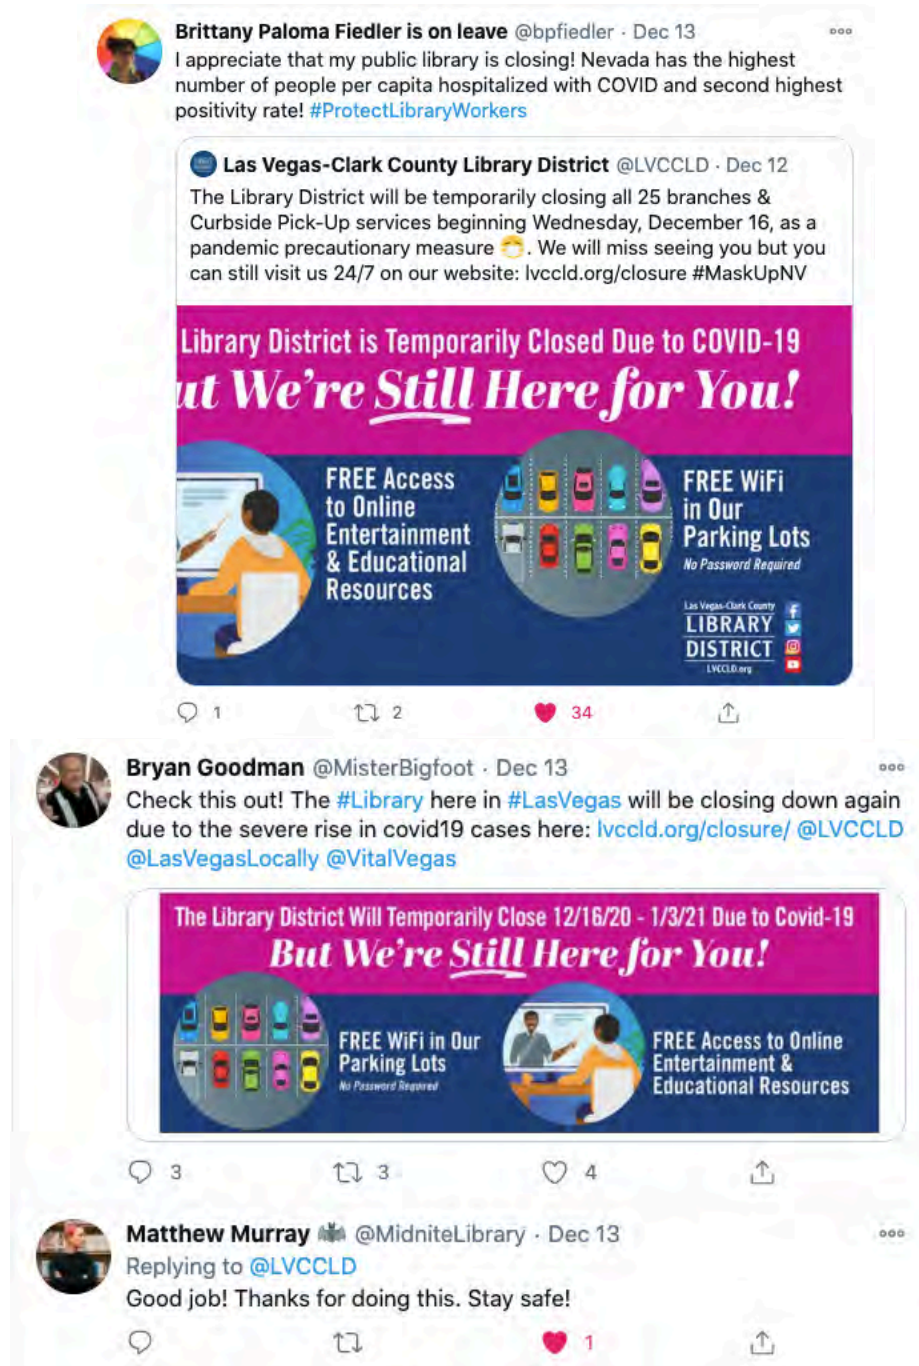 Brittany Paloma Fiedler is on leave @bpfiedler · Dec 13
I appreciate that my public library is closing! Nevada has the highest
number of people per capita hospitalized with COVID and second highest
positivity rate! #ProtectLibraryWorkers
Las Vegas-Clark County Library District @LVCCLD · Dec 12
The Library District will be temporarily closing all 25 branches &
Curbside Pick-Up services beginning Wednesday, December 16, as a
pandemic precautionary measure 😷. We will miss seeing you but you
can still visit us 24/7 on our website: lvccld.org/closure #MaskUpNV
Library District is Temporarily Closed Due to COVID-19
ut We're Still Here for You!
FREE Access
to Online
Entertainment
& Educational
Resources
FREE WiFi
in Our
Parking Lots
No Password Required
Las Vegas-Clark County
LIBRARY
DISTRICT
LVCCLD.org
1 2 34
Bryan Goodman @MisterBigfoot · Dec 13
Check this out! The #Library here in #LasVegas will be closing down again
due to the severe rise in covid19 cases here: lvccld.org/closure/ @LVCCLD
@LasVegasLocally @VitalVegas
The Library District Will Temporarily Close 12/16/20 - 1/3/21 Due to Covid-19
But We're Still Here for You!
FREE WiFi in Our
Parking Lots
No Password Required
FREE Access to Online
Entertainment &
Educational Resources
3 3 4
Matthew Murray 🦇 @MidniteLibrary · Dec 13
Replying to @LVCCLD
Good job! Thanks for doing this. Stay safe!
1